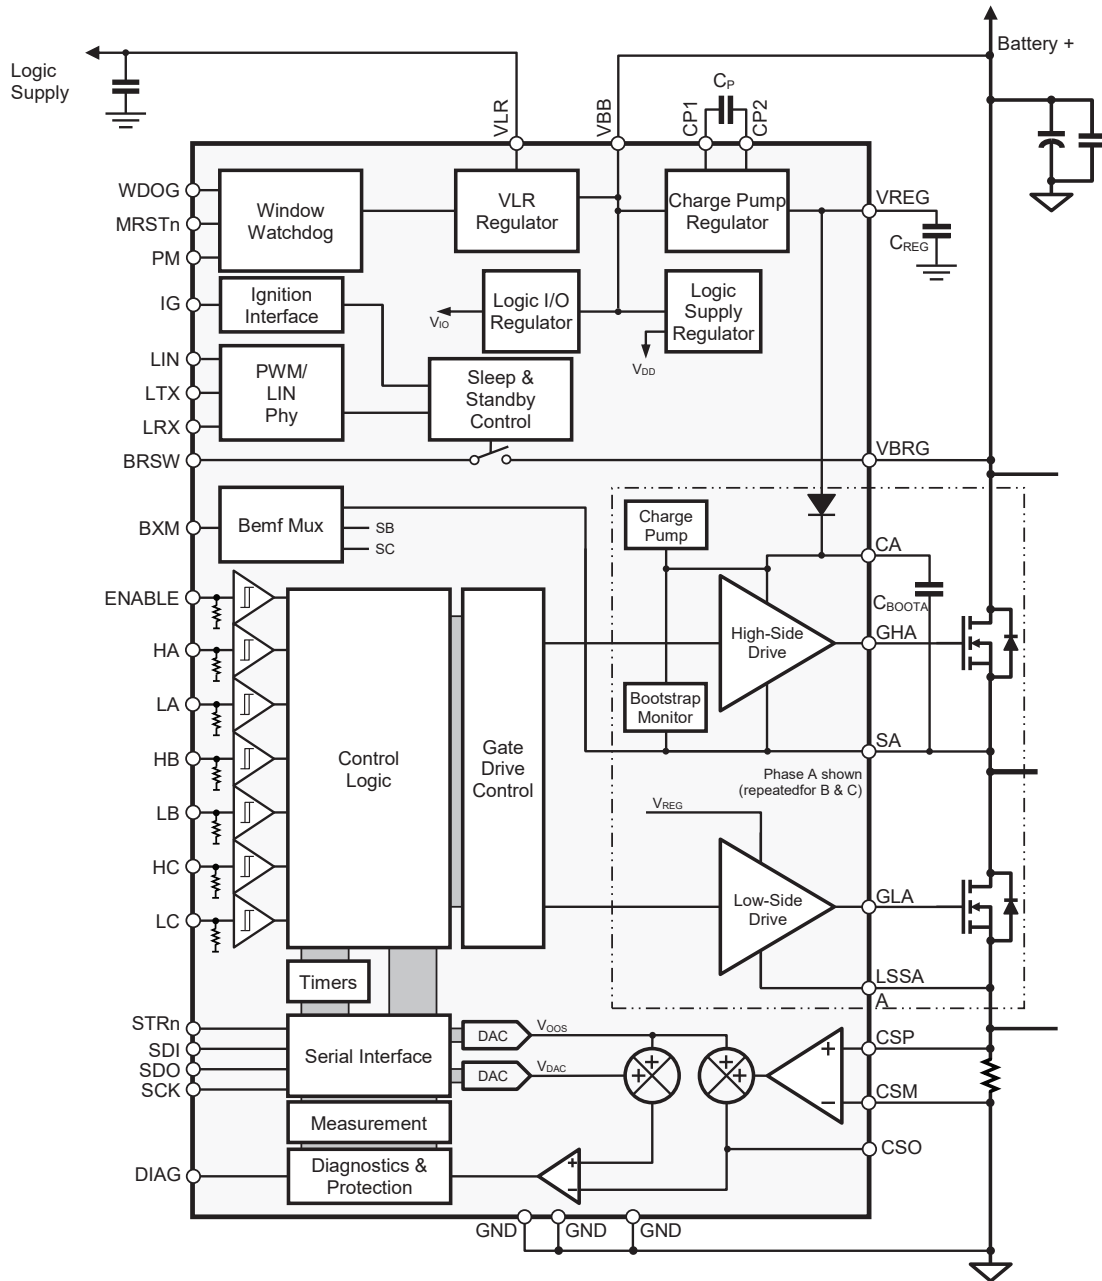 Battery +
Logic
Supply
VLR
VBB
CP1
CP
CP2
WDOG
MRSTn
PM
Window
Watchdog
VLR
Regulator
Charge Pump
Regulator
VREG
CREG
IG
Ignition
Interface
VIO
Logic I/O
Regulator
Logic
Supply
Regulator
VDD
LIN
LTX
LRX
PWM/
LIN
Phy
Sleep &
Standby
Control
BRSW
VBRG
BXM
Bemf Mux
SB
SC
Charge
Pump
CA
CBOOTA
ENABLE
HA
LA
HB
LB
HC
LC
Control
Logic
Gate
Drive
Control
High-Side
Drive
GHA
Bootstrap
Monitor
SA
Phase A shown
(repeatedfor B & C)
VREG
Low-Side
Drive
GLA
LSSA
A
Timers
STRn
SDI
SDO
SCK
Serial Interface
DAC
VOOS
DAC
VDAC
+
+
+
+
+
−
CSP
CSM
CSO
Measurement
DIAG
Diagnostics &
Protection
+
−
GND
GND
GND